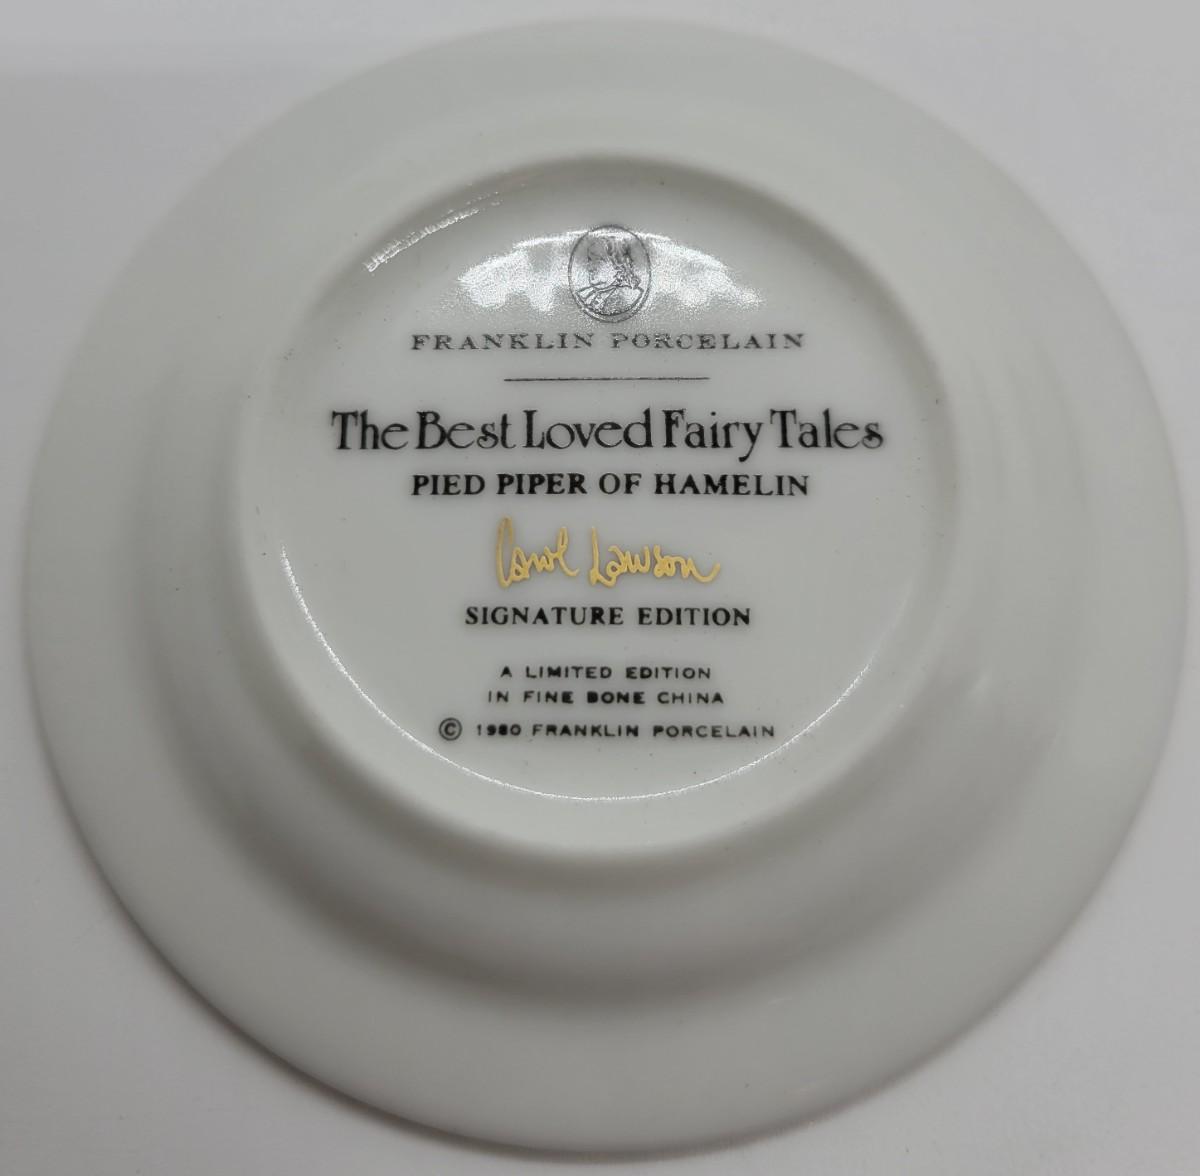 FRANKLIN PORCELAIN
The Best Loved Fairy Tales
PIED PIPER OF HAMELIN
Carol Lawson
SIGNATURE EDITION
A LIMITED EDITION
IN FINE BONE CHINA
© 1980 FRANKLIN PORCELAIN